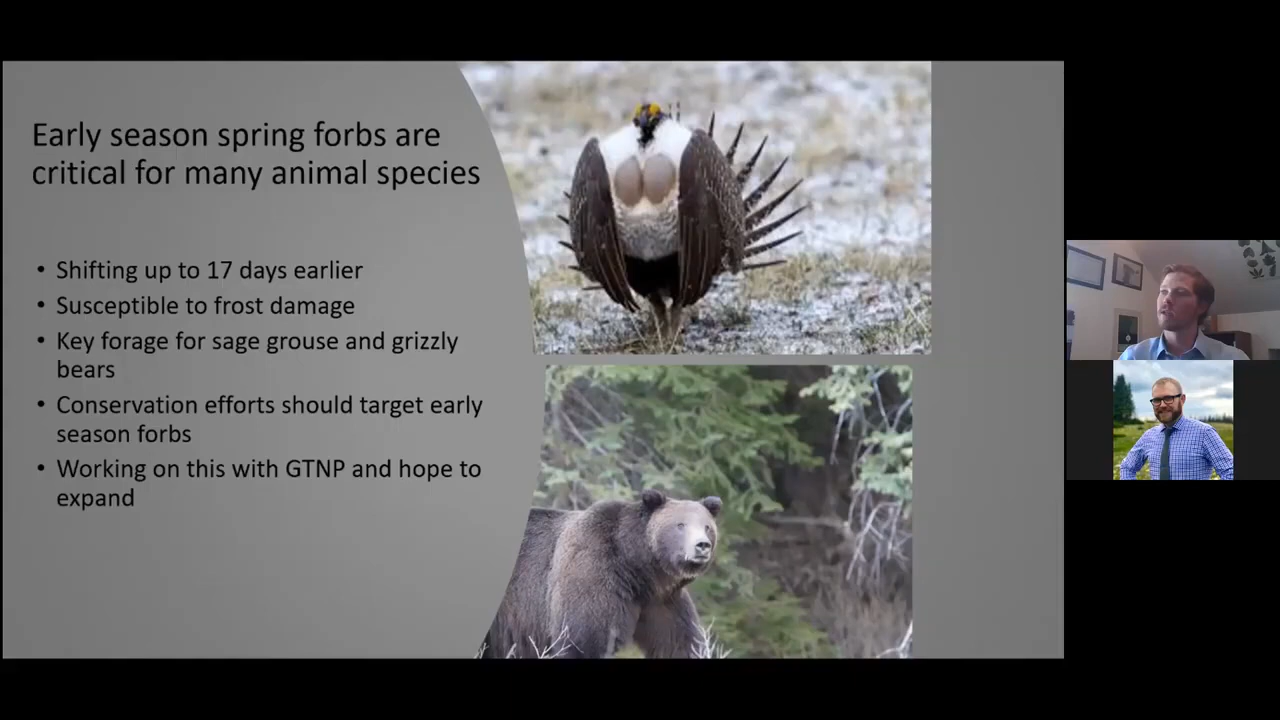 Early season spring forbs are
critical for many animal species
• Shifting up to 17 days earlier
• Susceptible to frost damage
• Key forage for sage grouse and grizzly
bears
• Conservation efforts should target early
season forbs
• Working on this with GTNP and hope to
expand